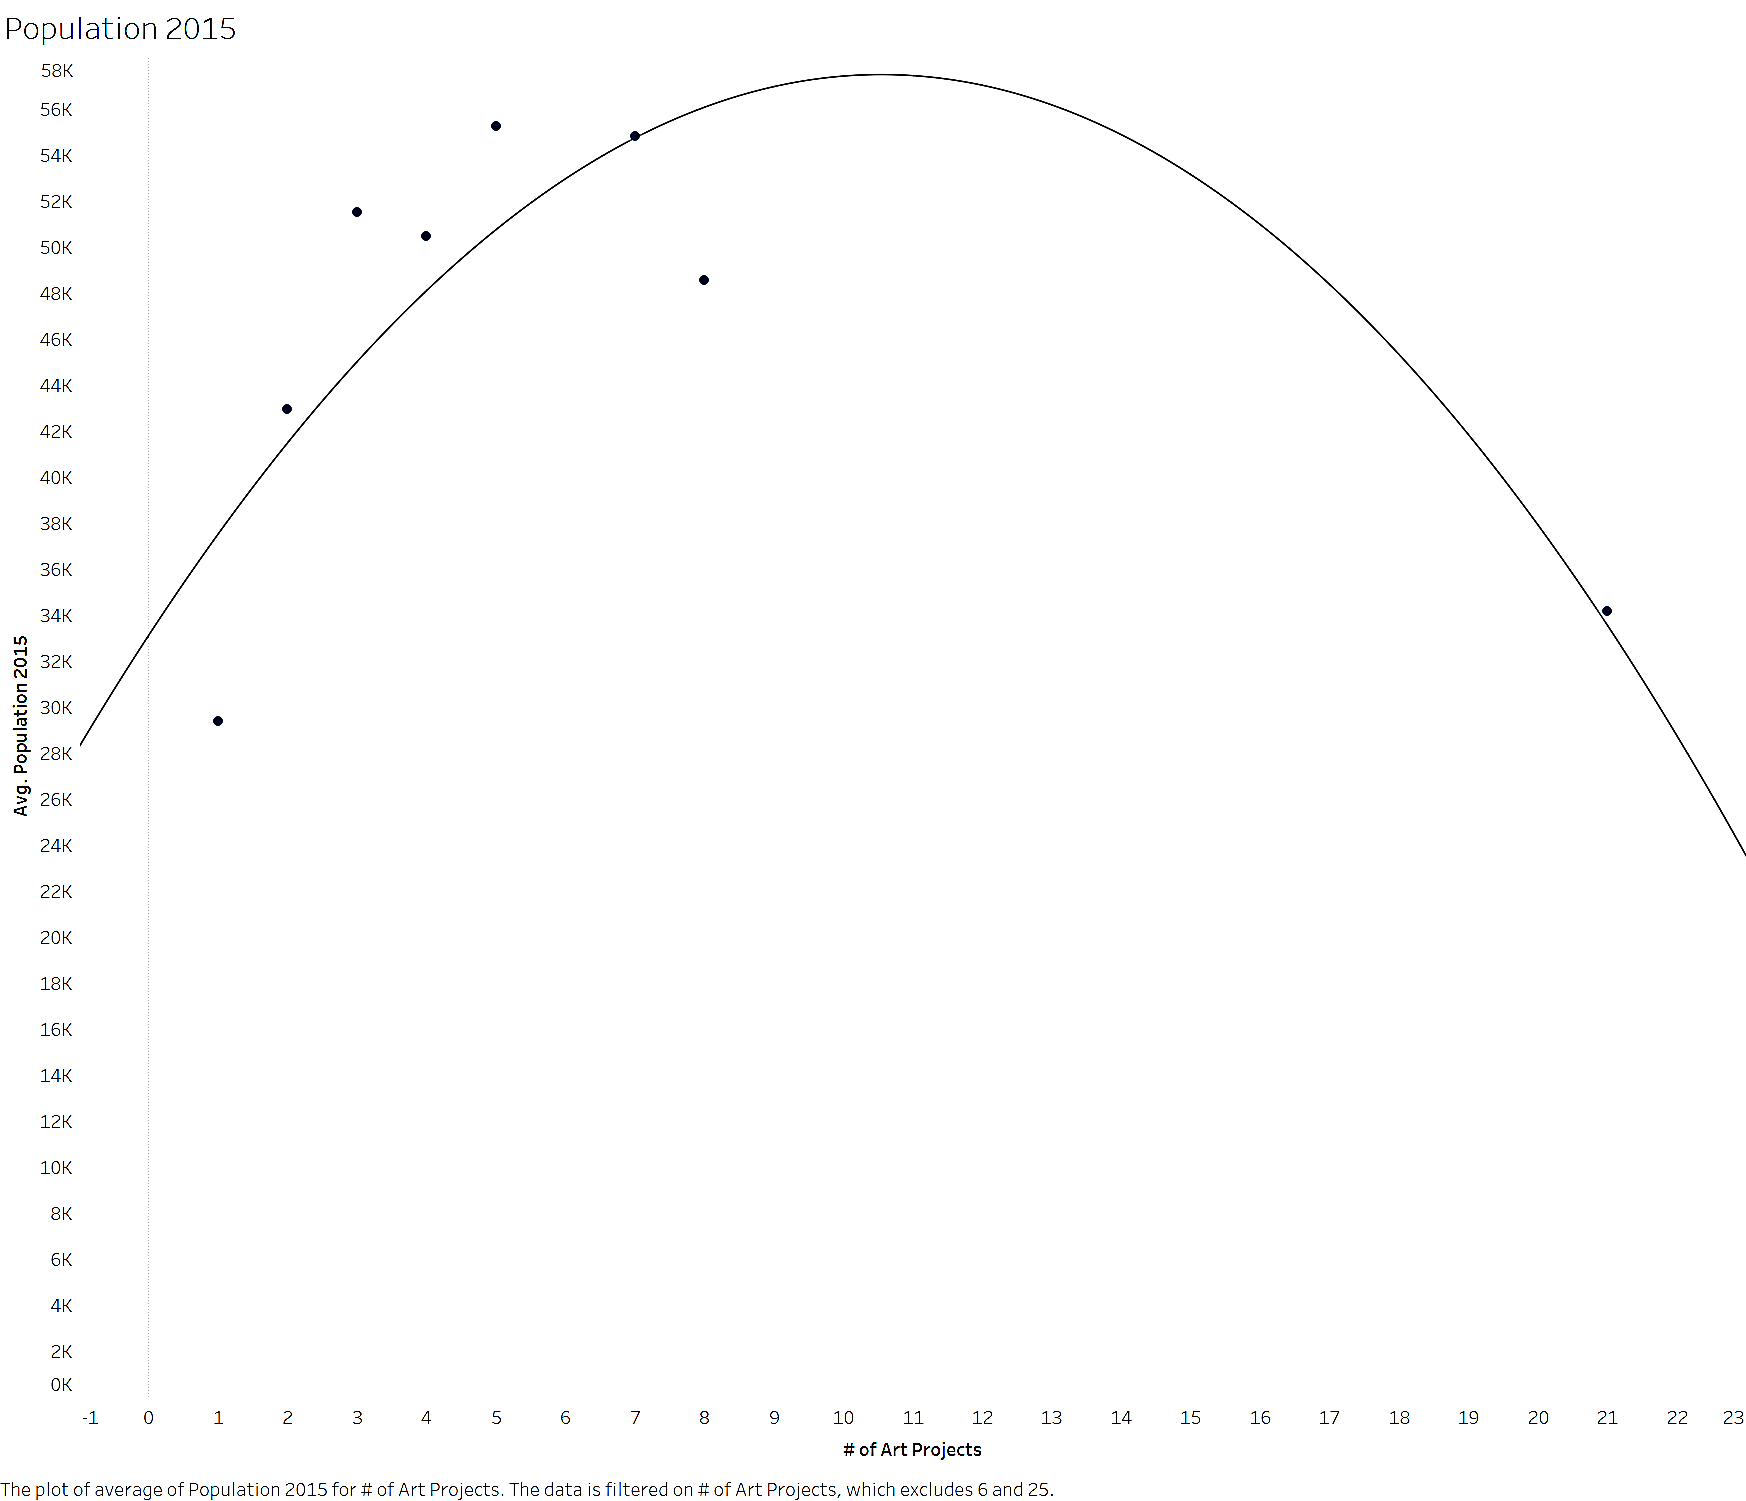 Population 2015
58K
56K
54K
52K
50K
48K
46K
44K
42K
40K
38K
36K
34K
32K
30K
28K
26K
24K
22K
20K
18K
16K
14K
12K
10K
8K
6K
4K
2K
0K
Avg. Population 2015
-1 0 1 2 3 4 5 6 7 8 9 10 11 12 13 14 15 16 17 18 19 20 21 22 23
# of Art Projects
The plot of average of Population 2015 for # of Art Projects. The data is filtered on # of Art Projects, which excludes 6 and 25.